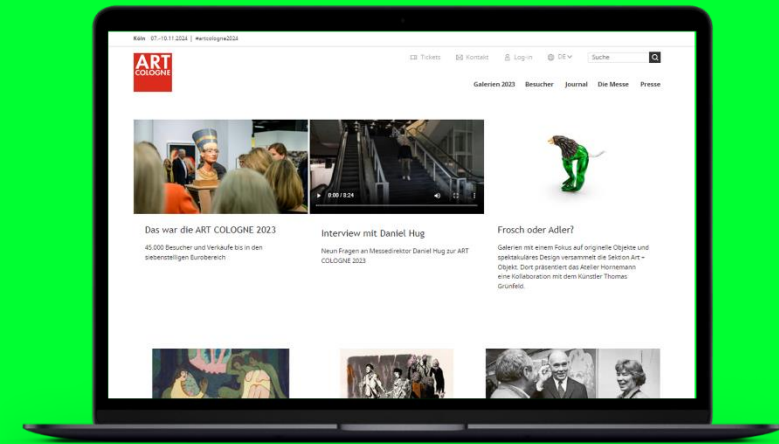 Köln 07.-10.11.2024 | #artcologne2024
ART
COLOGNE
Tickets Kontakt Log-in DE Suche
Galerien 2023 Besucher Journal Die Messe Presse
0:00 / 0:24
Das war die ART COLOGNE 2023
45.000 Besucher und Verkäufe bis in den
siebenstelligen Eurobereich
Interview mit Daniel Hug
Neun Fragen an Messedirektor Daniel Hug zur ART
COLOGNE 2023
Frosch oder Adler?
Galerien mit einem Fokus auf originelle Objekte und
spektakuläres Design versammelt die Sektion Art +
Objekt. Dort präsentiert das Atelier Hornemann
eine Kollaboration mit dem Künstler Thomas
Grünfeld.